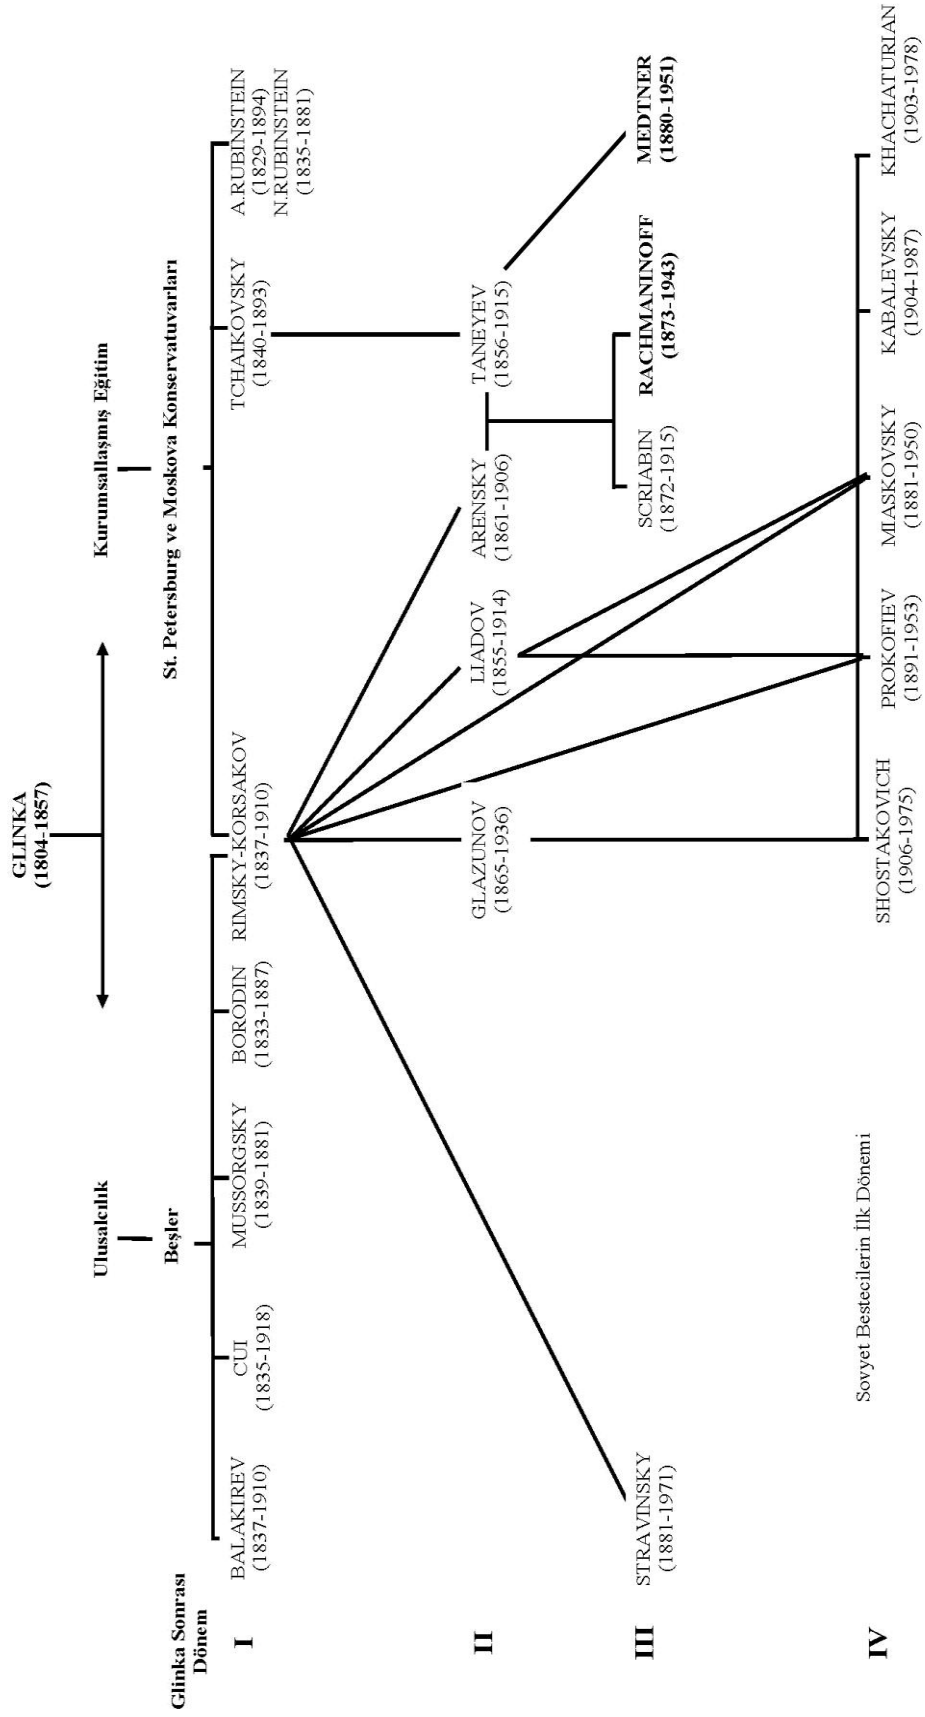 GLINKA
(1804-1857)
Ulusalcılık
Kurumsallaşmış Eğitim
Beşler
St. Petersburg ve Moskova Konservatuvarları
Glinka Sonrası
Dönem
I
BALAKIREV
(1837-1910)
CUI
(1835-1918)
MUSSORGSKY
(1839-1881)
BORODIN
(1833-1887)
RIMSKY-KORSAKOV
(1837-1910)
TCHAIKOVSKY
(1840-1893)
A.RUBINSTEIN
(1829-1894)
N.RUBINSTEIN
(1835-1881)
II
GLAZUNOV
(1865-1936)
LIADOV
(1855-1914)
ARENSKY
(1861-1906)
TANEYEV
(1856-1915)
III
STRAVINSKY
(1881-1971)
SCRIABIN
(1872-1915)
RACHMANINOFF
(1873-1943)
MEDTNER
(1880-1951)
IV
Sovyet Bestecilerin İlk Dönemi
SHOSTAKOVICH
(1906-1975)
PROKOFIEV
(1891-1953)
MIASKOVSKY
(1881-1950)
KABALEVSKY
(1904-1987)
KHACHATURIAN
(1903-1978)